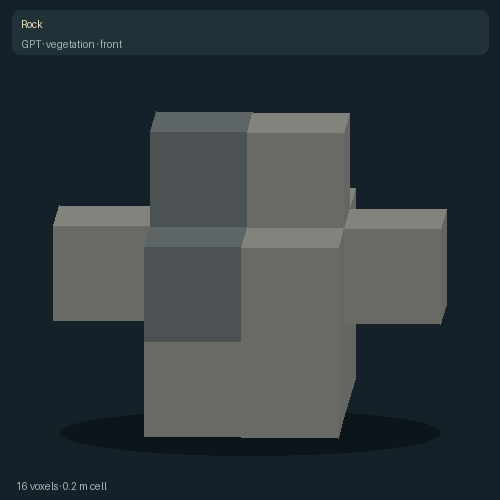 Rock
GPT · vegetation · front
16 voxels · 0.2 m cell